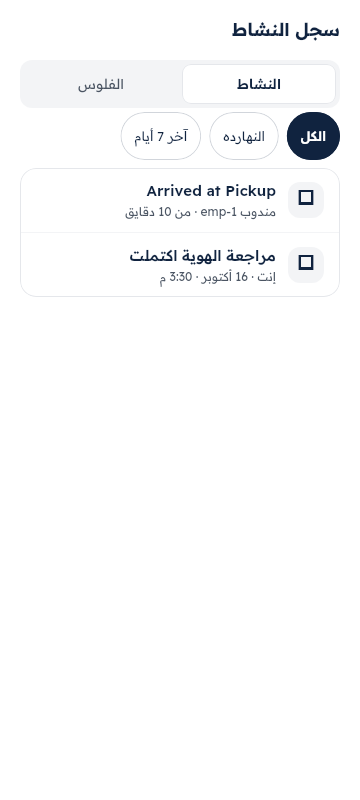 سجل النشاط
النشاط
الفلوس
الكل
النهارده
آخر 7 أيام
Arrived at Pickup
مندوب emp-1 · من 10 دقايق
مراجعة الهوية اكتملت
إنت · 16 أكتوبر · 3:30 م